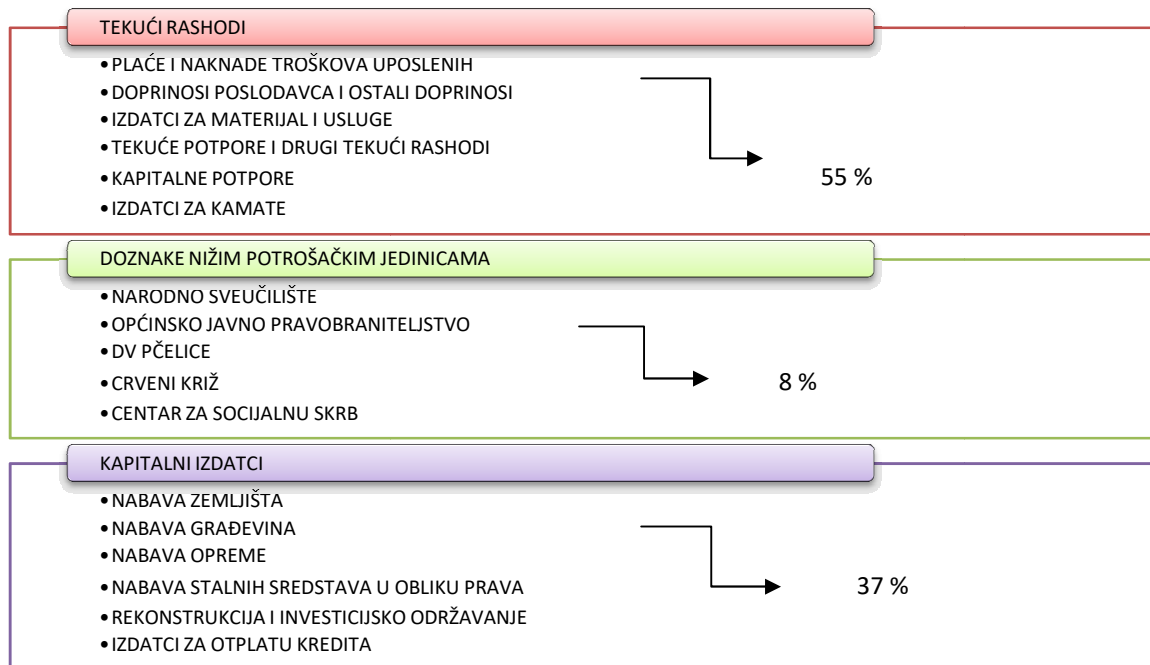 TEKUĆI RASHODI
• PLAĆE I NAKNADE TROŠKOVA UPOSLENIH
• DOPRINOSI POSLODAVCA I OSTALI DOPRINOSI
• IZDATCI ZA MATERIJAL I USLUGE
• TEKUĆE POTPORE I DRUGI TEKUĆI RASHODI
• KAPITALNE POTPORE
• IZDATCI ZA KAMATE
55 %
DOZNAKE NIŽIM POTROŠAČKIM JEDINICAMA
• NARODNO SVEUČILIŠTE
• OPĆINSKO JAVNO PRAVOBRANITELJSTVO
• DV PČELICE
• CRVENI KRIŽ
• CENTAR ZA SOCIJALNU SKRB
8 %
KAPITALNI IZDATCI
• NABAVA ZEMLJIŠTA
• NABAVA GRAĐEVINA
• NABAVA OPREME
• NABAVA STALNIH SREDSTAVA U OBLIKU PRAVA
• REKONSTRUKCIJA I INVESTICIJSKO ODRŽAVANJE
• IZDATCI ZA OTPLATU KREDITA
37 %